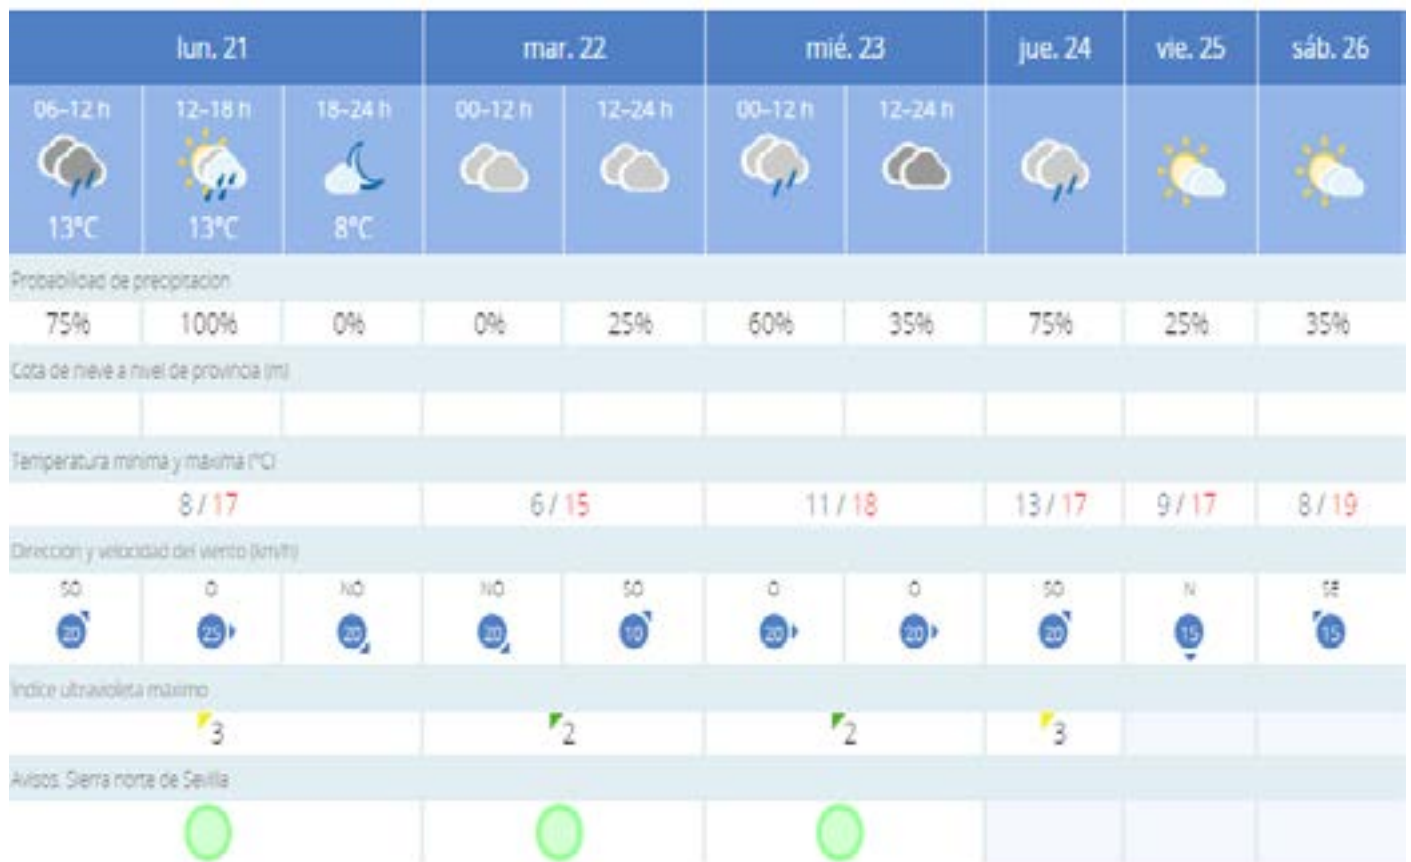 lun. 21 mar. 22 mié. 23 jue. 24 vie. 25 sáb. 26
06–12 h 12–18 h 18–24 h 00–12 h 12–24 h 00–12 h 12–24 h
13°C 13°C 8°C
Probabilidad de precipitación
75% 100% 0% 0% 25% 60% 35% 75% 25% 35%
Cota de nieve a nivel de provincia (m)
Temperatura mínima y máxima (°C)
8 / 17 6 / 15 11 / 18 13 / 17 9 / 17 8 / 19
Dirección y velocidad del viento (km/h)
SO O NO NO SO O O SO N SE
20 25 20 20 10 20 20 20 15 15
Índice ultravioleta máximo
3 2 2 3
Avisos. Sierra norte de Sevilla